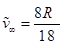 ṽ∞ = 8R / 18